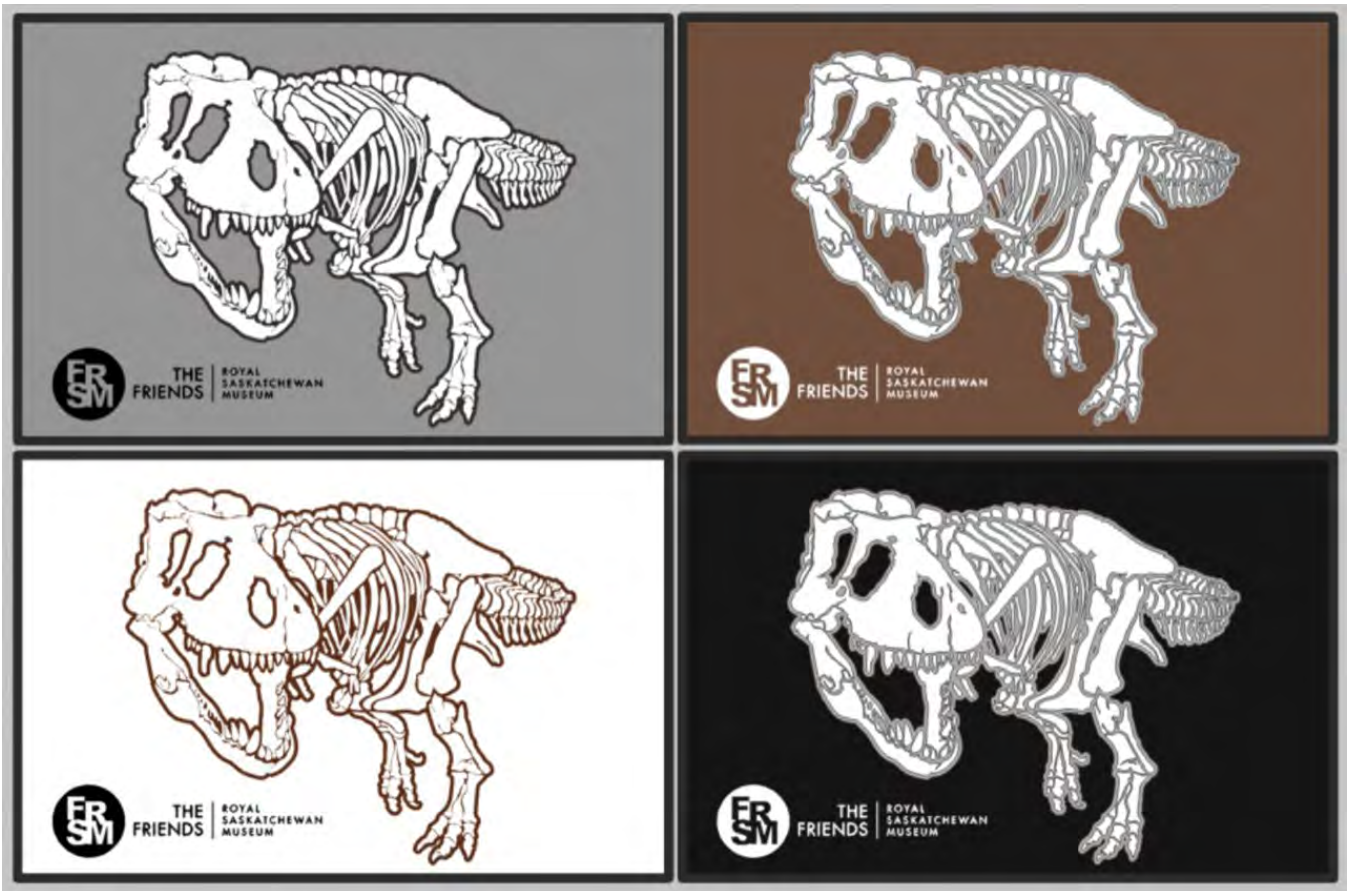 FR
SM
THE
FRIENDS
ROYAL
SASKATCHEWAN
MUSEUM
FR
SM
THE
FRIENDS
ROYAL
SASKATCHEWAN
MUSEUM
FR
SM
THE
FRIENDS
ROYAL
SASKATCHEWAN
MUSEUM
FR
SM
THE
FRIENDS
ROYAL
SASKATCHEWAN
MUSEUM